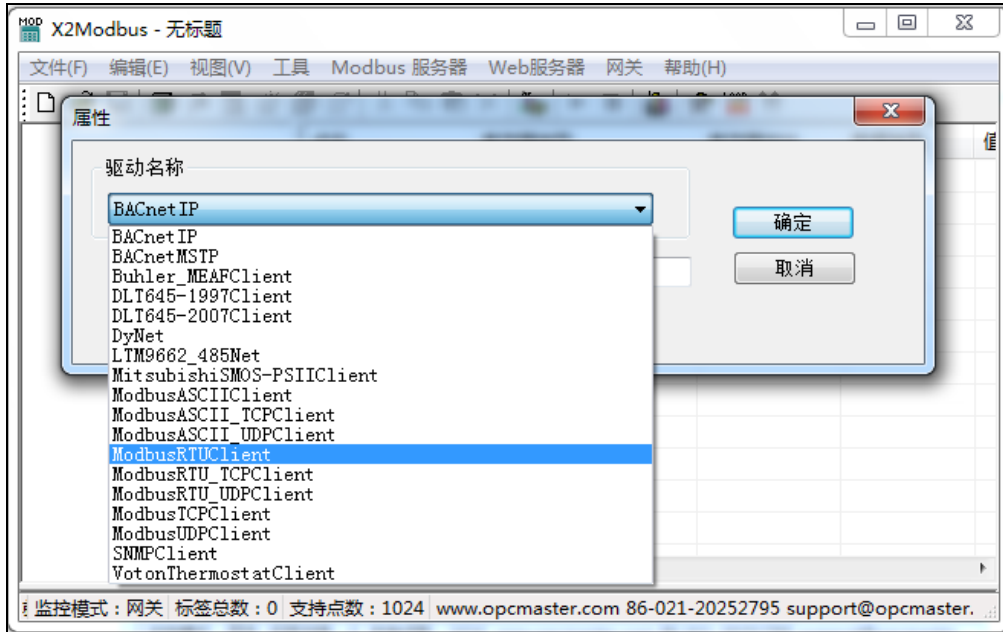 MOD
X2Modbus - 无标题
文件(F) 编辑(E) 视图(V) 工具 Modbus 服务器 Web服务器 网关 帮助(H)
属性
驱动名称
BACnetIP
确定
取消
BACnetIP
BACnetMSTP
Buhler_MEAFClient
DLT645-1997Client
DLT645-2007Client
DyNet
LTM9662_485Net
MitsubishiSMOS-PSIIClient
ModbusASCIIClient
ModbusASCII_TCPClient
ModbusASCII_UDPClient
ModbusRTUClient
ModbusRTU_TCPClient
ModbusRTU_UDPClient
ModbusTCPClient
ModbusUDPClient
SNMPClient
VotonThermostatClient
监控模式：网关 标签总数：0 支持点数：1024 www.opcmaster.com 86-021-20252795 support@opcmaster.